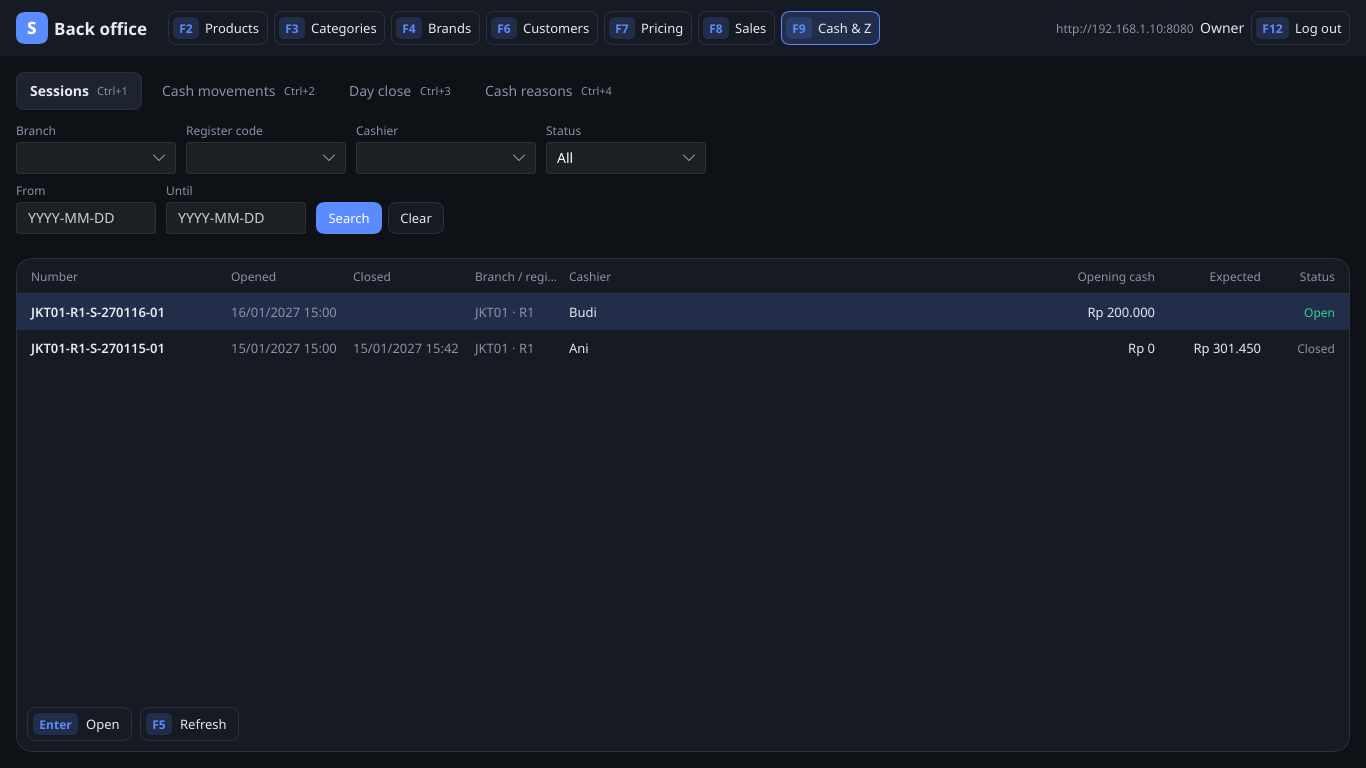 S Back office F2 Products F3 Categories F4 Brands F6 Customers F7 Pricing F8 Sales F9 Cash & Z http://192.168.1.10:8080 Owner F12 Log out
Sessions Ctrl+1 Cash movements Ctrl+2 Day close Ctrl+3 Cash reasons Ctrl+4
Branch Register code Cashier Status
All
From Until
YYYY-MM-DD YYYY-MM-DD Search Clear
Number Opened Closed Branch / regi… Cashier Opening cash Expected Status
JKT01-R1-S-270116-01 16/01/2027 15:00 JKT01 · R1 Budi Rp 200.000 Open
JKT01-R1-S-270115-01 15/01/2027 15:00 15/01/2027 15:42 JKT01 · R1 Ani Rp 0 Rp 301.450 Closed
Enter Open F5 Refresh